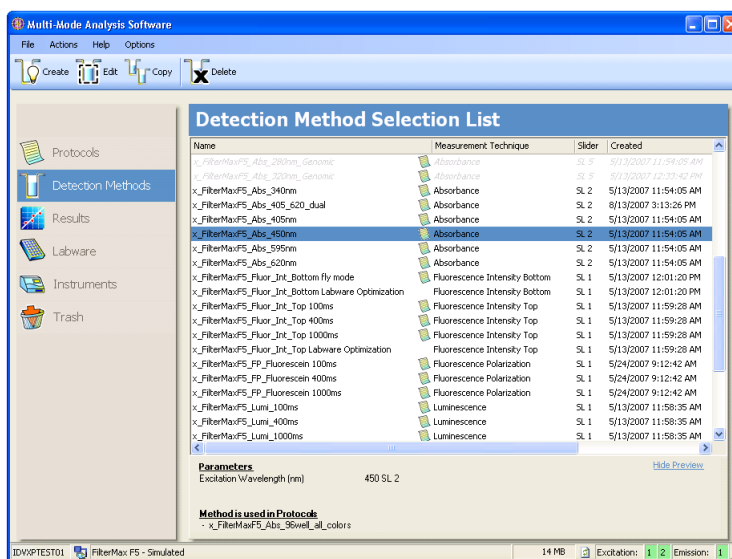 Multi-Mode Analysis Software
File Actions Help Options
Create Edit Copy Delete
Protocols
Detection Methods
Results
Labware
Instruments
Trash
Detection Method Selection List
Name Measurement Technique Slider Created
x_FilterMaxF5_Abs_280nm_Genomic Absorbance SL 5 5/13/2007 11:54:05 AM
x_FilterMaxF5_Abs_320nm_Genomic Absorbance SL 5 5/13/2007 12:33:42 PM
x_FilterMaxF5_Abs_340nm Absorbance SL 2 5/13/2007 11:54:05 AM
x_FilterMaxF5_Abs_405_620_dual Absorbance SL 2 8/13/2007 3:13:26 PM
x_FilterMaxF5_Abs_405nm Absorbance SL 2 5/13/2007 11:54:05 AM
x_FilterMaxF5_Abs_450nm Absorbance SL 2 5/13/2007 11:54:05 AM
x_FilterMaxF5_Abs_595nm Absorbance SL 2 5/13/2007 11:54:05 AM
x_FilterMaxF5_Abs_620nm Absorbance SL 2 5/13/2007 11:54:05 AM
x_FilterMaxF5_Fluor_Int_Bottom fly mode Fluorescence Intensity Bottom SL 1 5/13/2007 12:01:20 PM
x_FilterMaxF5_Fluor_Int_Bottom Labware Optimization Fluorescence Intensity Bottom SL 1 5/13/2007 12:01:20 PM
x_FilterMaxF5_Fluor_Int_Top 100ms Fluorescence Intensity Top SL 1 5/13/2007 11:59:28 AM
x_FilterMaxF5_Fluor_Int_Top 400ms Fluorescence Intensity Top SL 1 5/13/2007 11:59:28 AM
x_FilterMaxF5_Fluor_Int_Top 1000ms Fluorescence Intensity Top SL 1 5/13/2007 11:59:28 AM
x_FilterMaxF5_Fluor_Int_Top Labware Optimization Fluorescence Intensity Top SL 1 5/13/2007 11:59:28 AM
x_FilterMaxF5_FP_Fluorescein 100ms Fluorescence Polarization SL 1 5/24/2007 9:12:42 AM
x_FilterMaxF5_FP_Fluorescein 400ms Fluorescence Polarization SL 1 5/24/2007 9:12:42 AM
x_FilterMaxF5_FP_Fluorescein 1000ms Fluorescence Polarization SL 1 5/24/2007 9:12:42 AM
x_FilterMaxF5_Lumi_100ms Luminescence SL 1 5/13/2007 11:58:35 AM
x_FilterMaxF5_Lumi_400ms Luminescence SL 1 5/13/2007 11:58:35 AM
x_FilterMaxF5_Lumi_1000ms Luminescence SL 1 5/13/2007 11:58:35 AM
Parameters Hide Preview
Excitation Wavelength (nm) 450 SL 2
Method is used in Protocols
- x_FilterMaxF5_Abs_96well_all_colors
IDVXPTEST01 FilterMax F5 - Simulated 14 MB Excitation: 1 2 Emission: 1